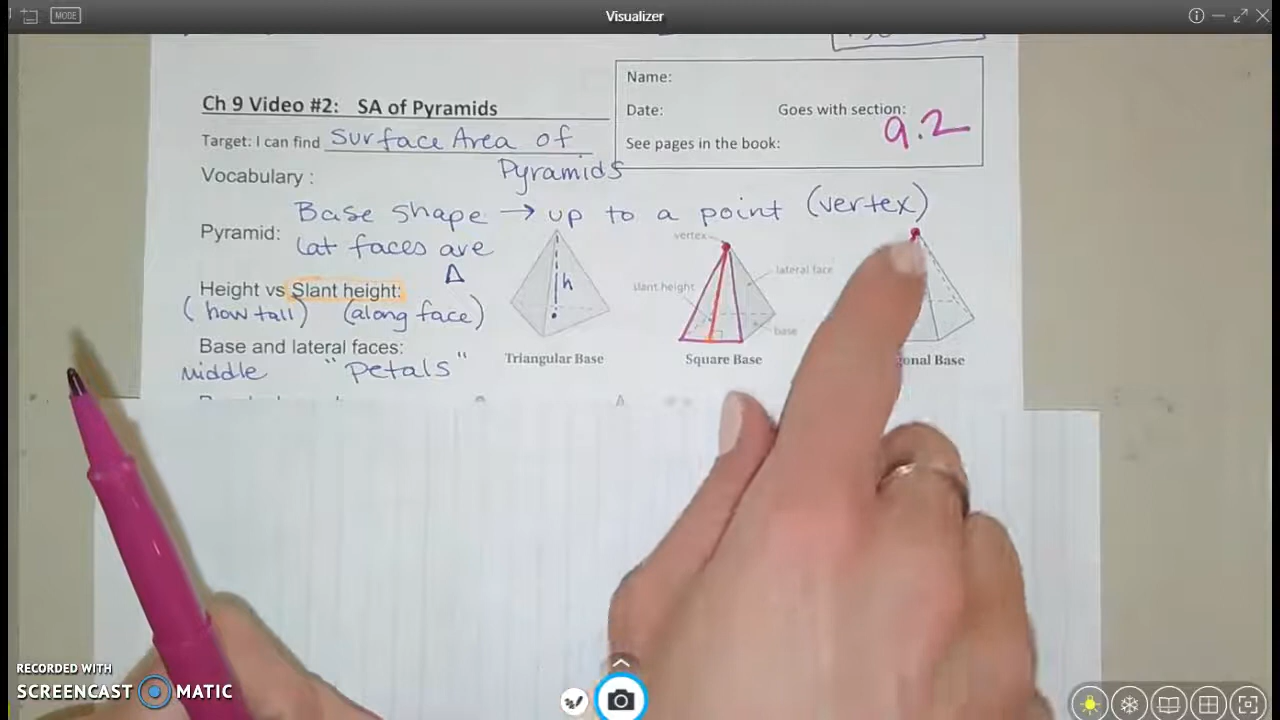 MODE
Visualizer
Name:
Ch 9 Video #2: SA of Pyramids
Date: Goes with section:
9.2
Target: I can find Surface Area of
Pyramids
See pages in the book:
Vocabulary :
Base shape → up to a point (vertex)
Pyramid:
lat faces are
Δ
vertex
h
lateral face
slant height
base
Height vs Slant height:
(how tall) (along face)
Base and lateral faces:
middle "Petals"
Triangular Base
Square Base
onal Base
RECORDED WITH
SCREENCAST MATIC